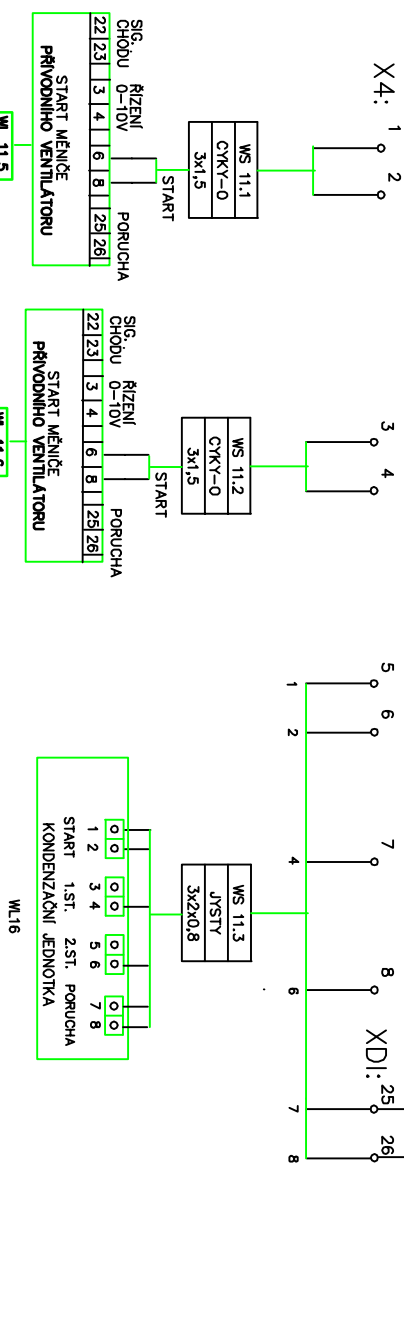 X4:
1
2
3
4
5
6
7
8
XDI:
25
26
1
2
4
6
7
8
WS 11.1
CYKY-O
3x1,5
START
SIG.
CHODU
ŘÍZENÍ
0-10V
PORUCHA
22 23 3 4 6 8 25 26
START MĚNIČE
PŘÍVODNÍHO VENTILÁTORU
WL 11.5
WS 11.2
CYKY-O
3x1,5
START
SIG.
CHODU
ŘÍZENÍ
0-10V
PORUCHA
22 23 3 4 6 8 25 26
START MĚNIČE
PŘÍVODNÍHO VENTILÁTORU
WS 11.3
JYSTY
3x2x0,8
1 2 3 4 5 6 7 8
START 1.ST. 2.ST. PORUCHA
KONDENZAČNÍ JEDNOTKA
WL16